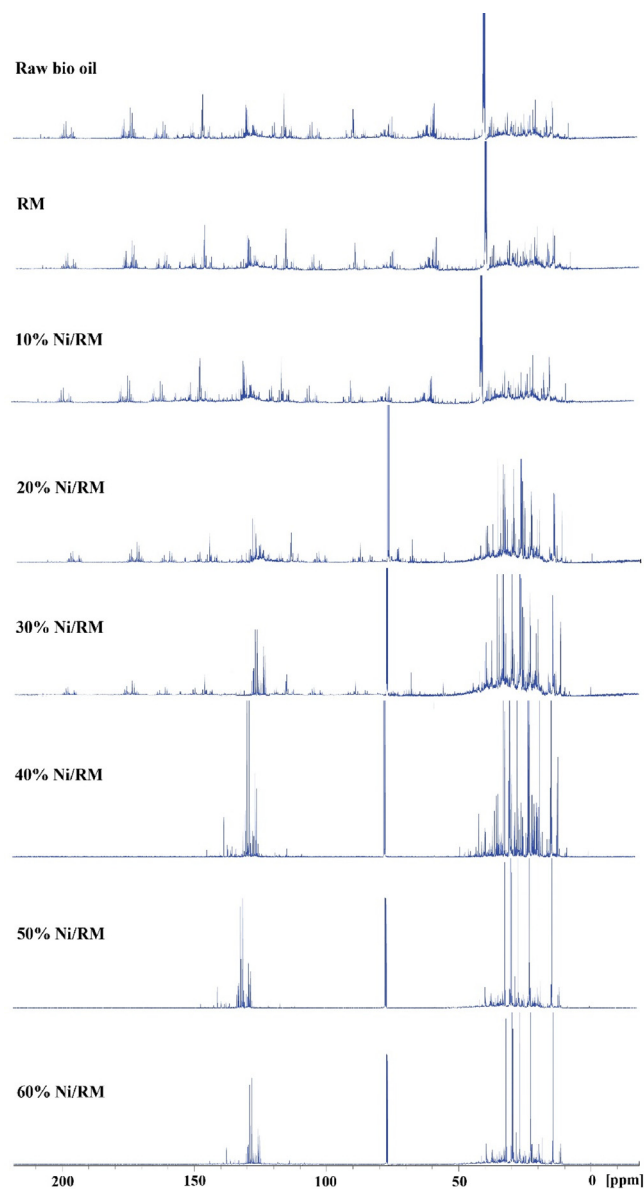 Raw bio oil
RM
10% Ni/RM
20% Ni/RM
30% Ni/RM
40% Ni/RM
50% Ni/RM
60% Ni/RM
200 150 100 50 0 [ppm]